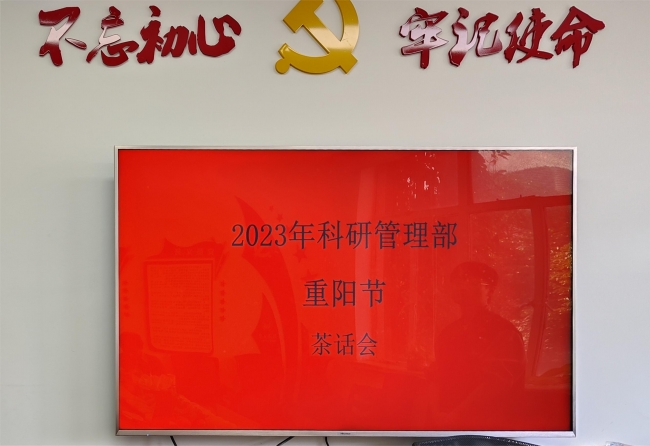 不忘初心 牢记使命
2023年科研管理部
重阳节
茶话会